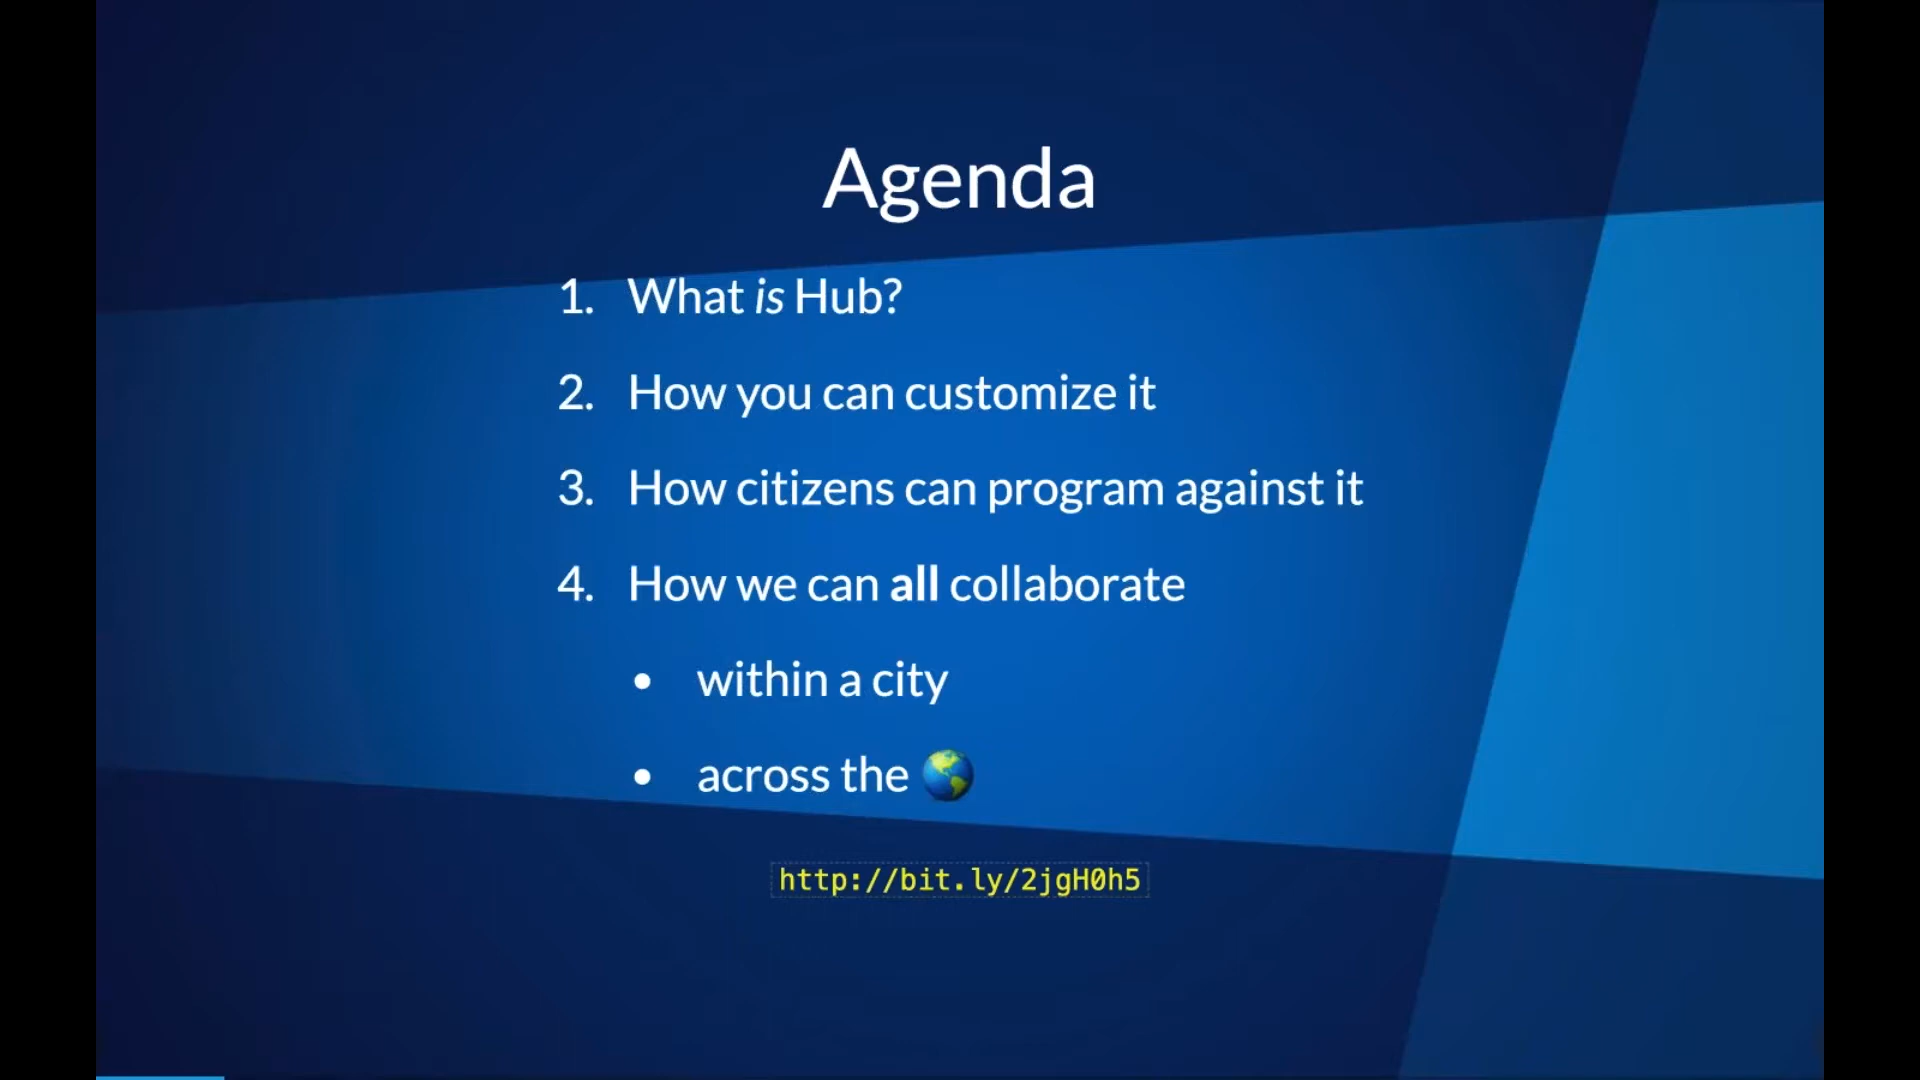 Agenda
1. What is Hub?
2. How you can customize it
3. How citizens can program against it
4. How we can all collaborate
• within a city
• across the 🌎
http://bit.ly/2jgH0h5